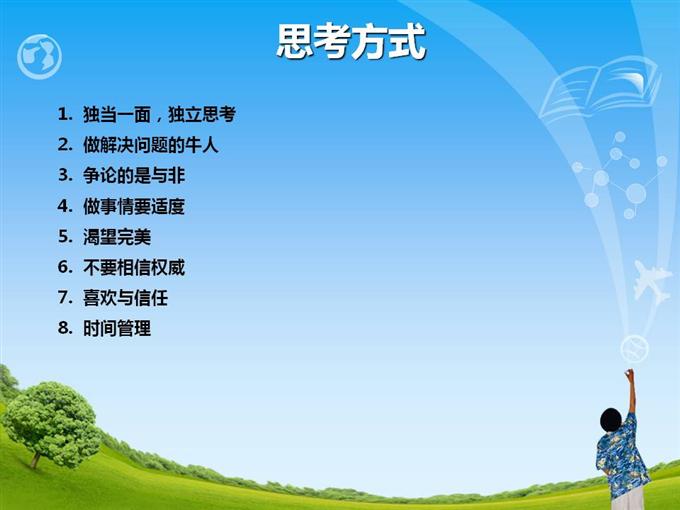 思考方式
1. 独当一面，独立思考
2. 做解决问题的牛人
3. 争论的是与非
4. 做事情要适度
5. 渴望完美
6. 不要相信权威
7. 喜欢与信任
8. 时间管理